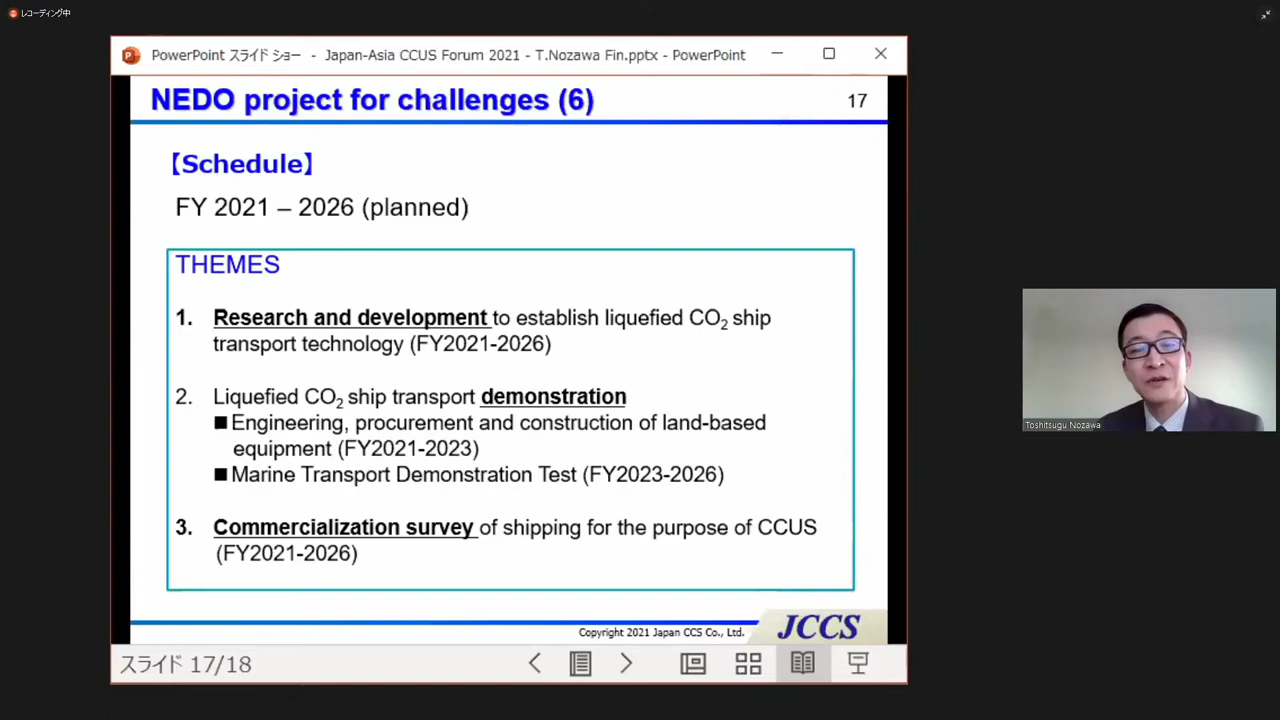 レコーディング中
PowerPoint スライド ショー - Japan-Asia CCUS Forum 2021 - T.Nozawa Fin.pptx - PowerPoint
NEDO project for challenges (6)
17
【Schedule】
FY 2021 – 2026 (planned)
THEMES
1. Research and development to establish liquefied CO2 ship
transport technology (FY2021-2026)
2. Liquefied CO2 ship transport demonstration
■Engineering, procurement and construction of land-based
equipment (FY2021-2023)
■Marine Transport Demonstration Test (FY2023-2026)
3. Commercialization survey of shipping for the purpose of CCUS
(FY2021-2026)
Copyright 2021 Japan CCS Co., Ltd.
JCCS
スライド 17/18
Toshitsugu Nozawa